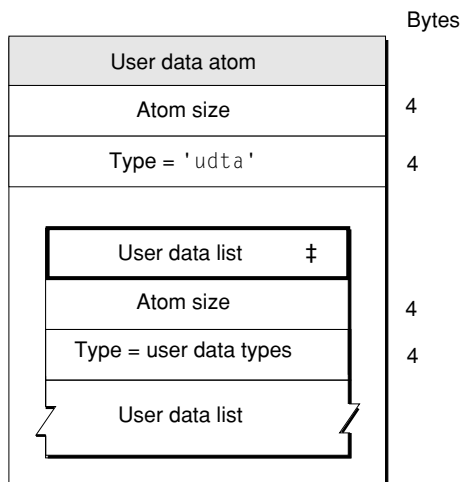 Bytes
User data atom
Atom size 4
Type = 'udta' 4
User data list ‡
Atom size 4
Type = user data types 4
User data list